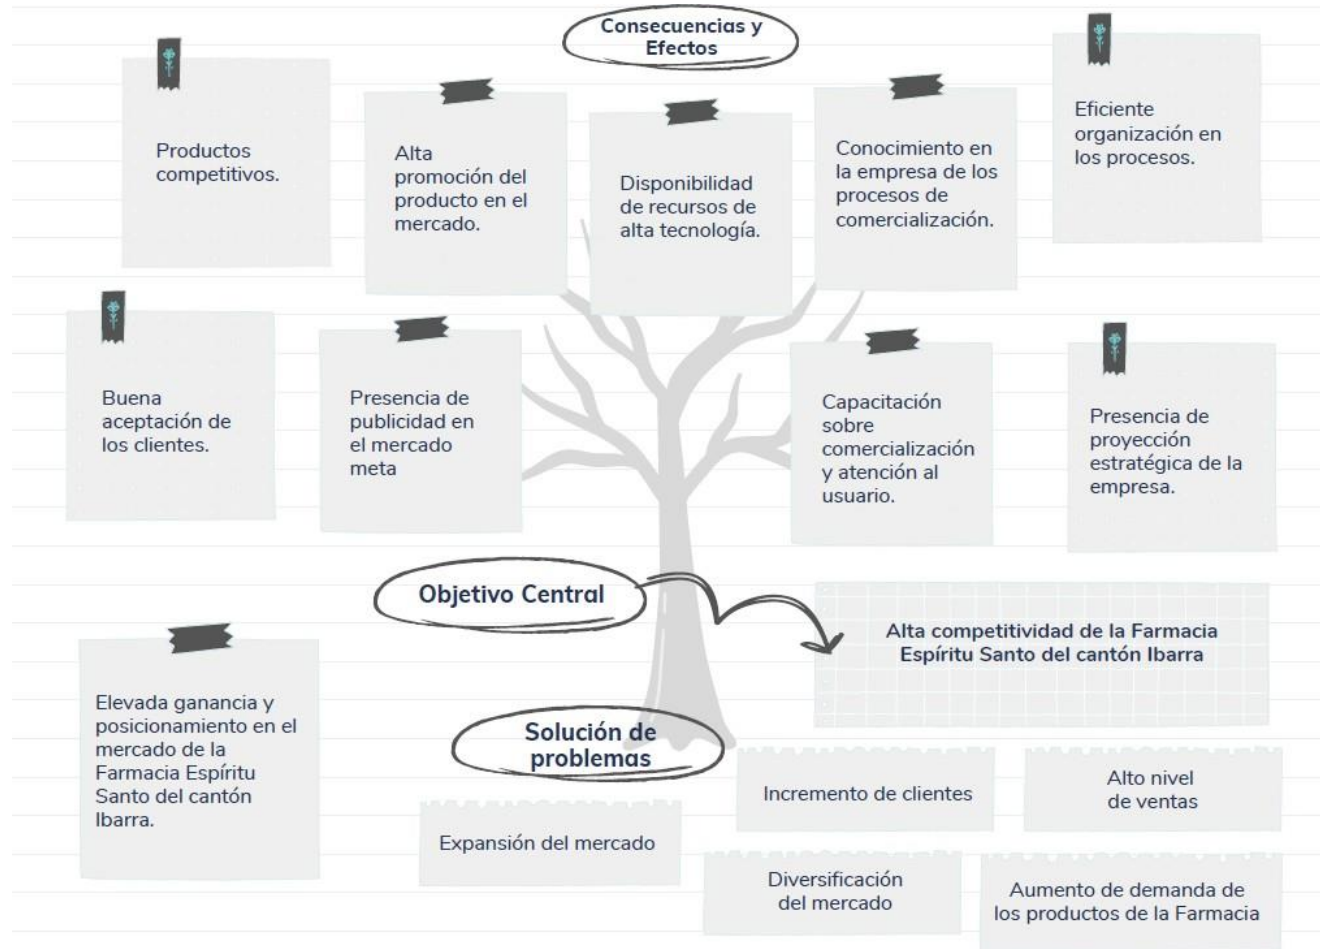 Consecuencias y
Efectos
Productos
competitivos.
Alta
promoción del
producto en el
mercado.
Disponibilidad
de recursos de
alta tecnología.
Conocimiento en
la empresa de los
procesos de
comercialización.
Eficiente
organización en
los procesos.
Buena
aceptación de
los clientes.
Presencia de
publicidad en
el mercado
meta
Capacitación
sobre
comercialización
y atención al
usuario.
Presencia de
proyección
estratégica de la
empresa.
Objetivo Central
Alta competitividad de la Farmacia
Espíritu Santo del cantón Ibarra
Elevada ganancia y
posicionamiento en el
mercado de la
Farmacia Espíritu
Santo del cantón
Ibarra.
Solución de
problemas
Expansión del mercado
Incremento de clientes
Alto nivel
de ventas
Diversificación
del mercado
Aumento de demanda de
los productos de la Farmacia